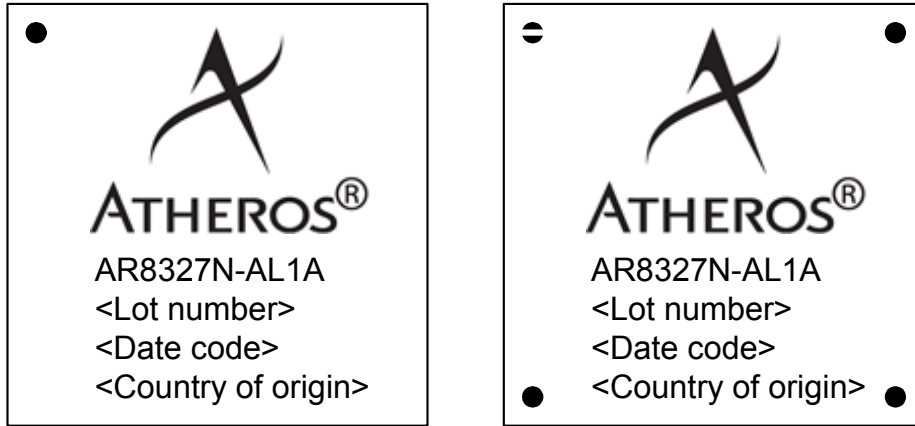 ATHEROS®
AR8327N-AL1A
<Lot number>
<Date code>
<Country of origin>
ATHEROS®
AR8327N-AL1A
<Lot number>
<Date code>
<Country of origin>